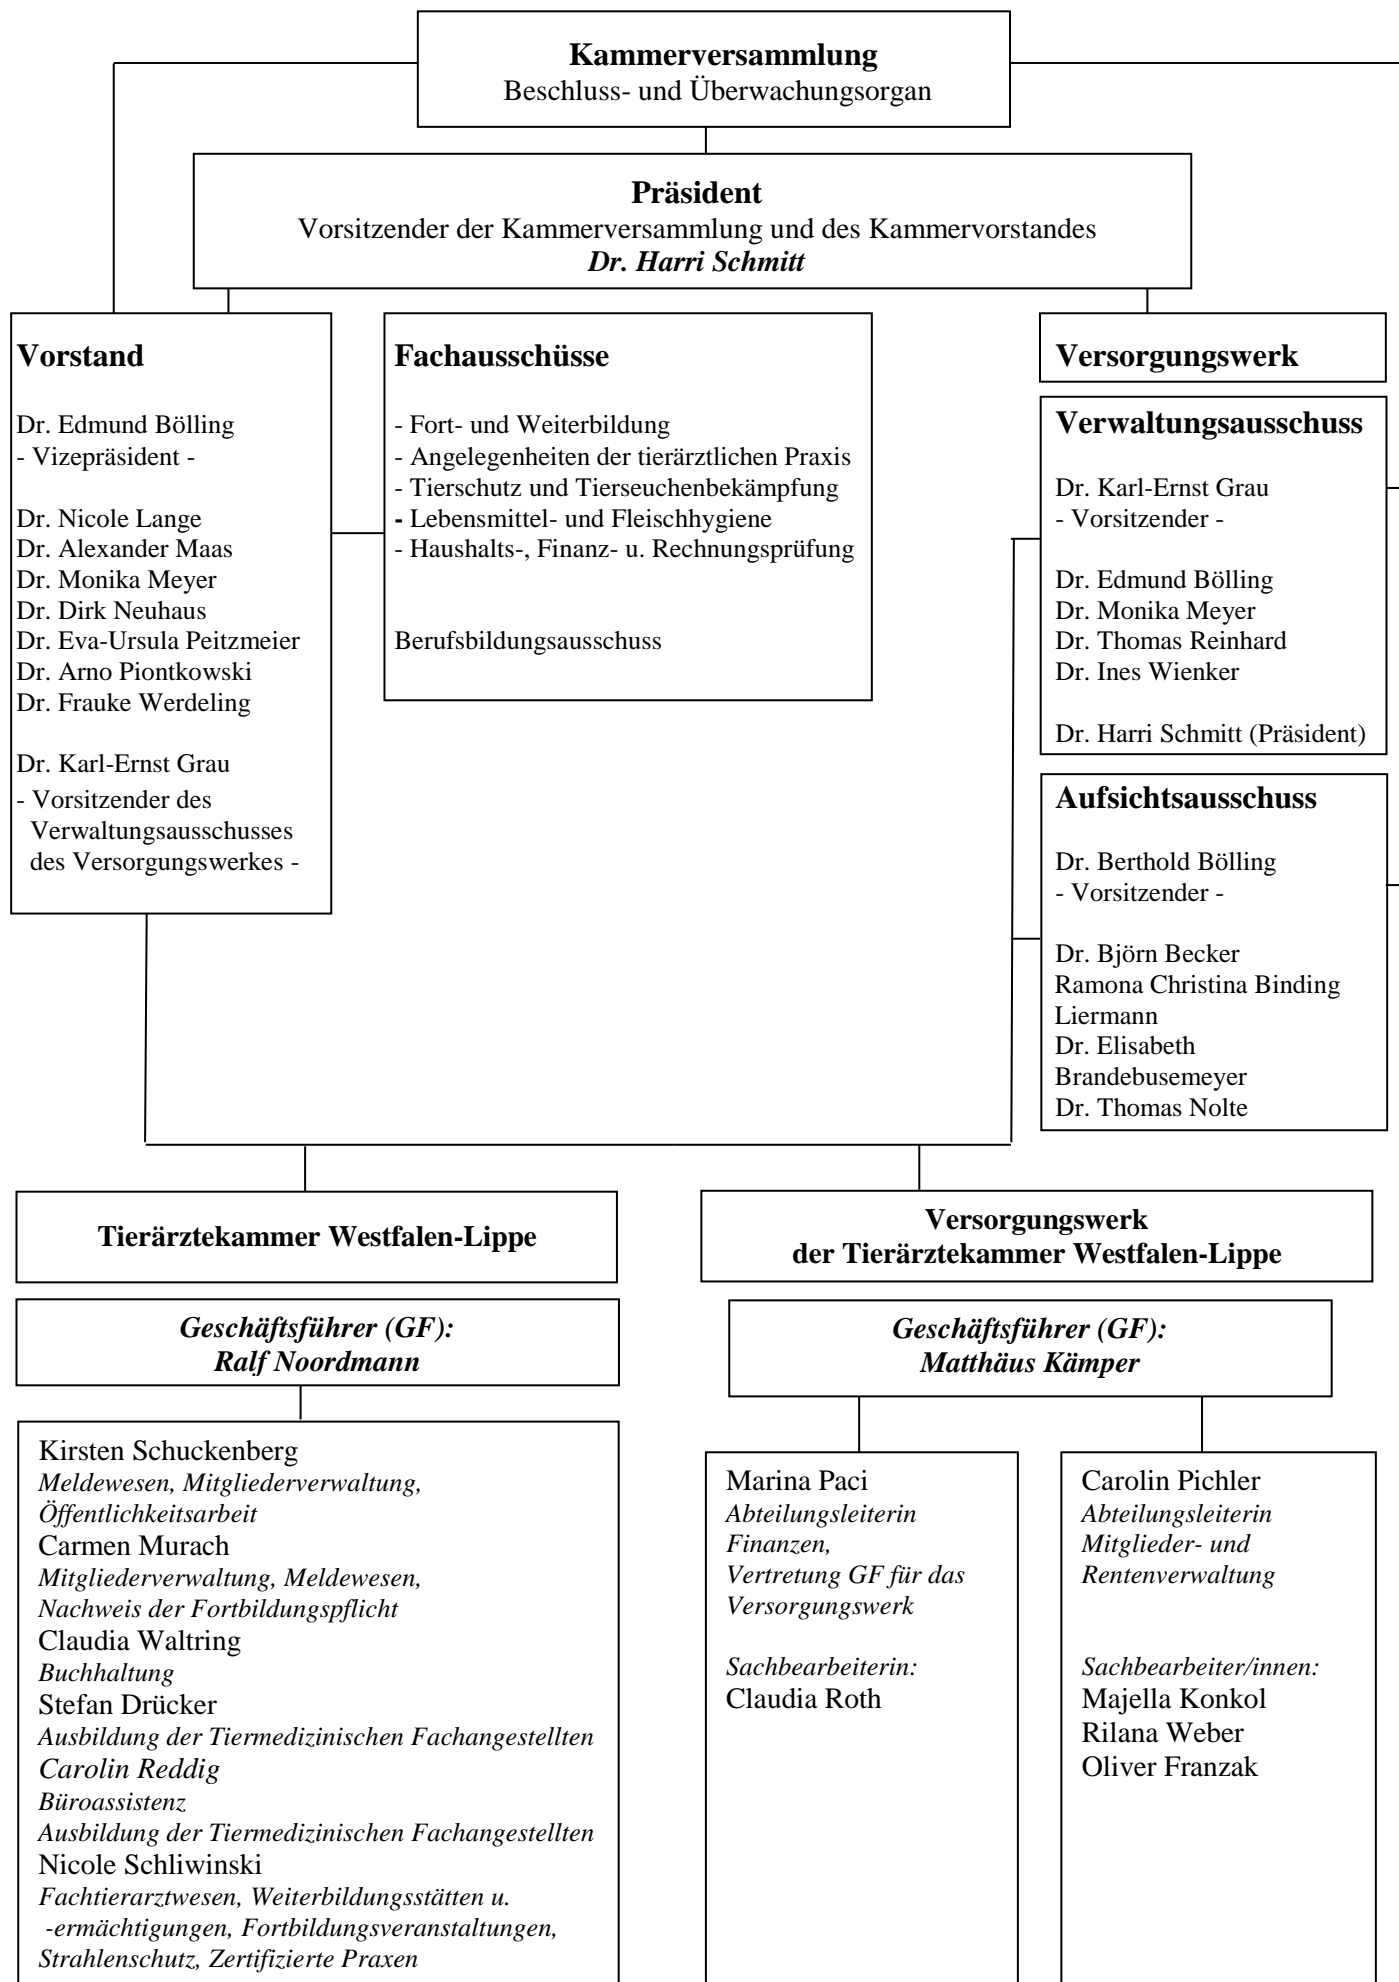 Kammerversammlung
Beschluss- und Überwachungsorgan
Präsident
Vorsitzender der Kammerversammlung und des Kammervorstandes
Dr. Harri Schmitt
Vorstand
Dr. Edmund Bölling
- Vizepräsident -
Dr. Nicole Lange
Dr. Alexander Maas
Dr. Monika Meyer
Dr. Dirk Neuhaus
Dr. Eva-Ursula Peitzmeier
Dr. Arno Piontkowski
Dr. Frauke Werdeling
Dr. Karl-Ernst Grau
- Vorsitzender des
Verwaltungsausschusses
des Versorgungswerkes -
Fachausschüsse
- Fort- und Weiterbildung
- Angelegenheiten der tierärztlichen Praxis
- Tierschutz und Tierseuchenbekämpfung
- Lebensmittel- und Fleischhygiene
- Haushalts-, Finanz- u. Rechnungsprüfung
Berufsbildungsausschuss
Versorgungswerk
Verwaltungsausschuss
Dr. Karl-Ernst Grau
- Vorsitzender -
Dr. Edmund Bölling
Dr. Monika Meyer
Dr. Thomas Reinhard
Dr. Ines Wienker
Dr. Harri Schmitt (Präsident)
Aufsichtsausschuss
Dr. Berthold Bölling
- Vorsitzender -
Dr. Björn Becker
Ramona Christina Binding
Liermann
Dr. Elisabeth
Brandebusemeyer
Dr. Thomas Nolte
Tierärztekammer Westfalen-Lippe
Geschäftsführer (GF):
Ralf Noordmann
Kirsten Schuckenberg
Meldewesen, Mitgliederverwaltung,
Öffentlichkeitsarbeit
Carmen Murach
Mitgliederverwaltung, Meldewesen,
Nachweis der Fortbildungspflicht
Claudia Waltring
Buchhaltung
Stefan Drücker
Ausbildung der Tiermedizinischen Fachangestellten
Carolin Reddig
Büroassistenz
Ausbildung der Tiermedizinischen Fachangestellten
Nicole Schliwinski
Fachtierarztwesen, Weiterbildungsstätten u.
-ermächtigungen, Fortbildungsveranstaltungen,
Strahlenschutz, Zertifizierte Praxen
Versorgungswerk
der Tierärztekammer Westfalen-Lippe
Geschäftsführer (GF):
Matthäus Kämper
Marina Paci
Abteilungsleiterin
Finanzen,
Vertretung GF für das
Versorgungswerk
Sachbearbeiterin:
Claudia Roth
Carolin Pichler
Abteilungsleiterin
Mitglieder- und
Rentenverwaltung
Sachbearbeiter/innen:
Majella Konkol
Rilana Weber
Oliver Franzak